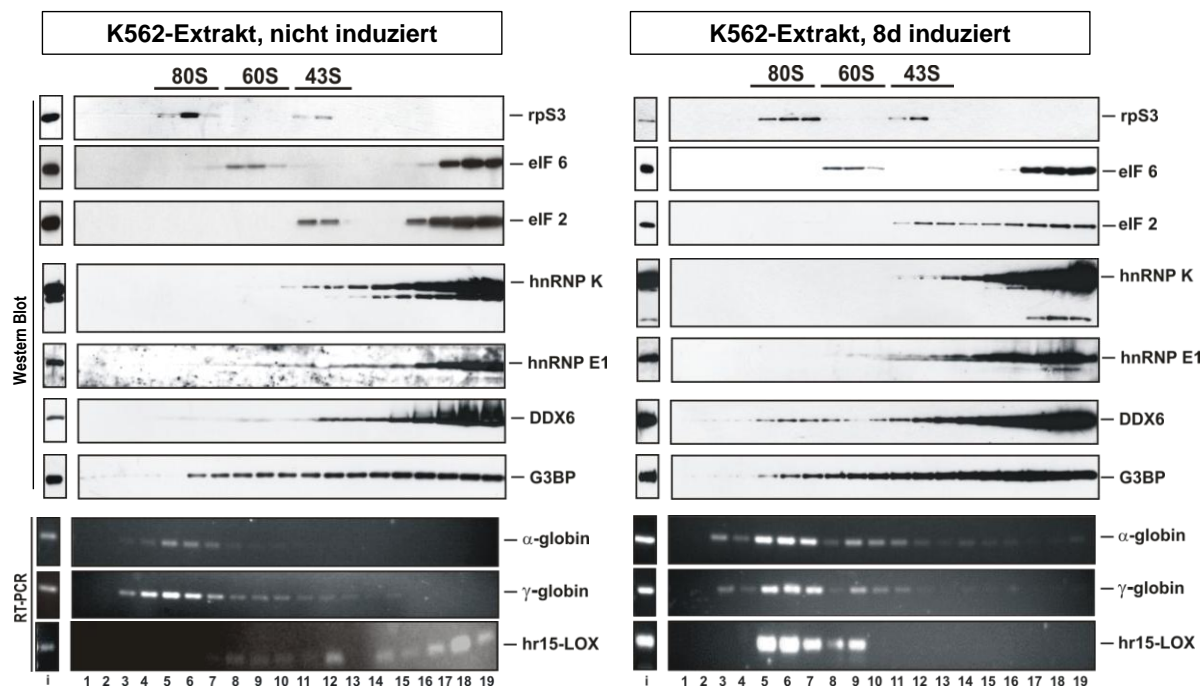 K562-Extrakt, nicht induziert
80S 60S 43S
Western Blot
rpS3
eIF 6
eIF 2
hnRNP K
hnRNP E1
DDX6
G3BP
RT-PCR
α-globin
γ-globin
hr15-LOX
i 1 2 3 4 5 6 7 8 9 10 11 12 13 14 15 16 17 18 19
K562-Extrakt, 8d induziert
80S 60S 43S
rpS3
eIF 6
eIF 2
hnRNP K
hnRNP E1
DDX6
G3BP
α-globin
γ-globin
hr15-LOX
i 1 2 3 4 5 6 7 8 9 10 11 12 13 14 15 16 17 18 19